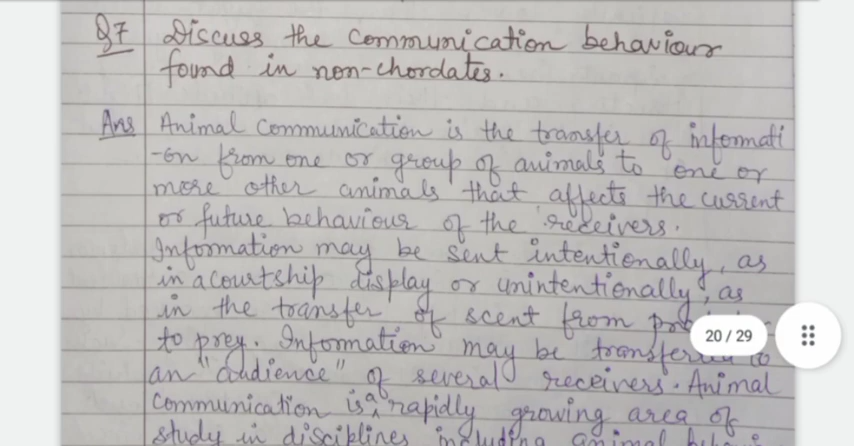 Q7 Discuss the communication behaviour
found in non-chordates.
Ans Animal communication is the transfer of informati
-on from one or group of animals to one or
more other animals that affects the current
or future behaviour of the receivers.
Information may be sent intentionally, as
in a courtship display or unintentionally, as
in the transfer of scent from
20 / 29
to prey. Information may be to
an "audience" of several receivers. Animal
communication is a rapidly growing area of
study in disciplines including animal